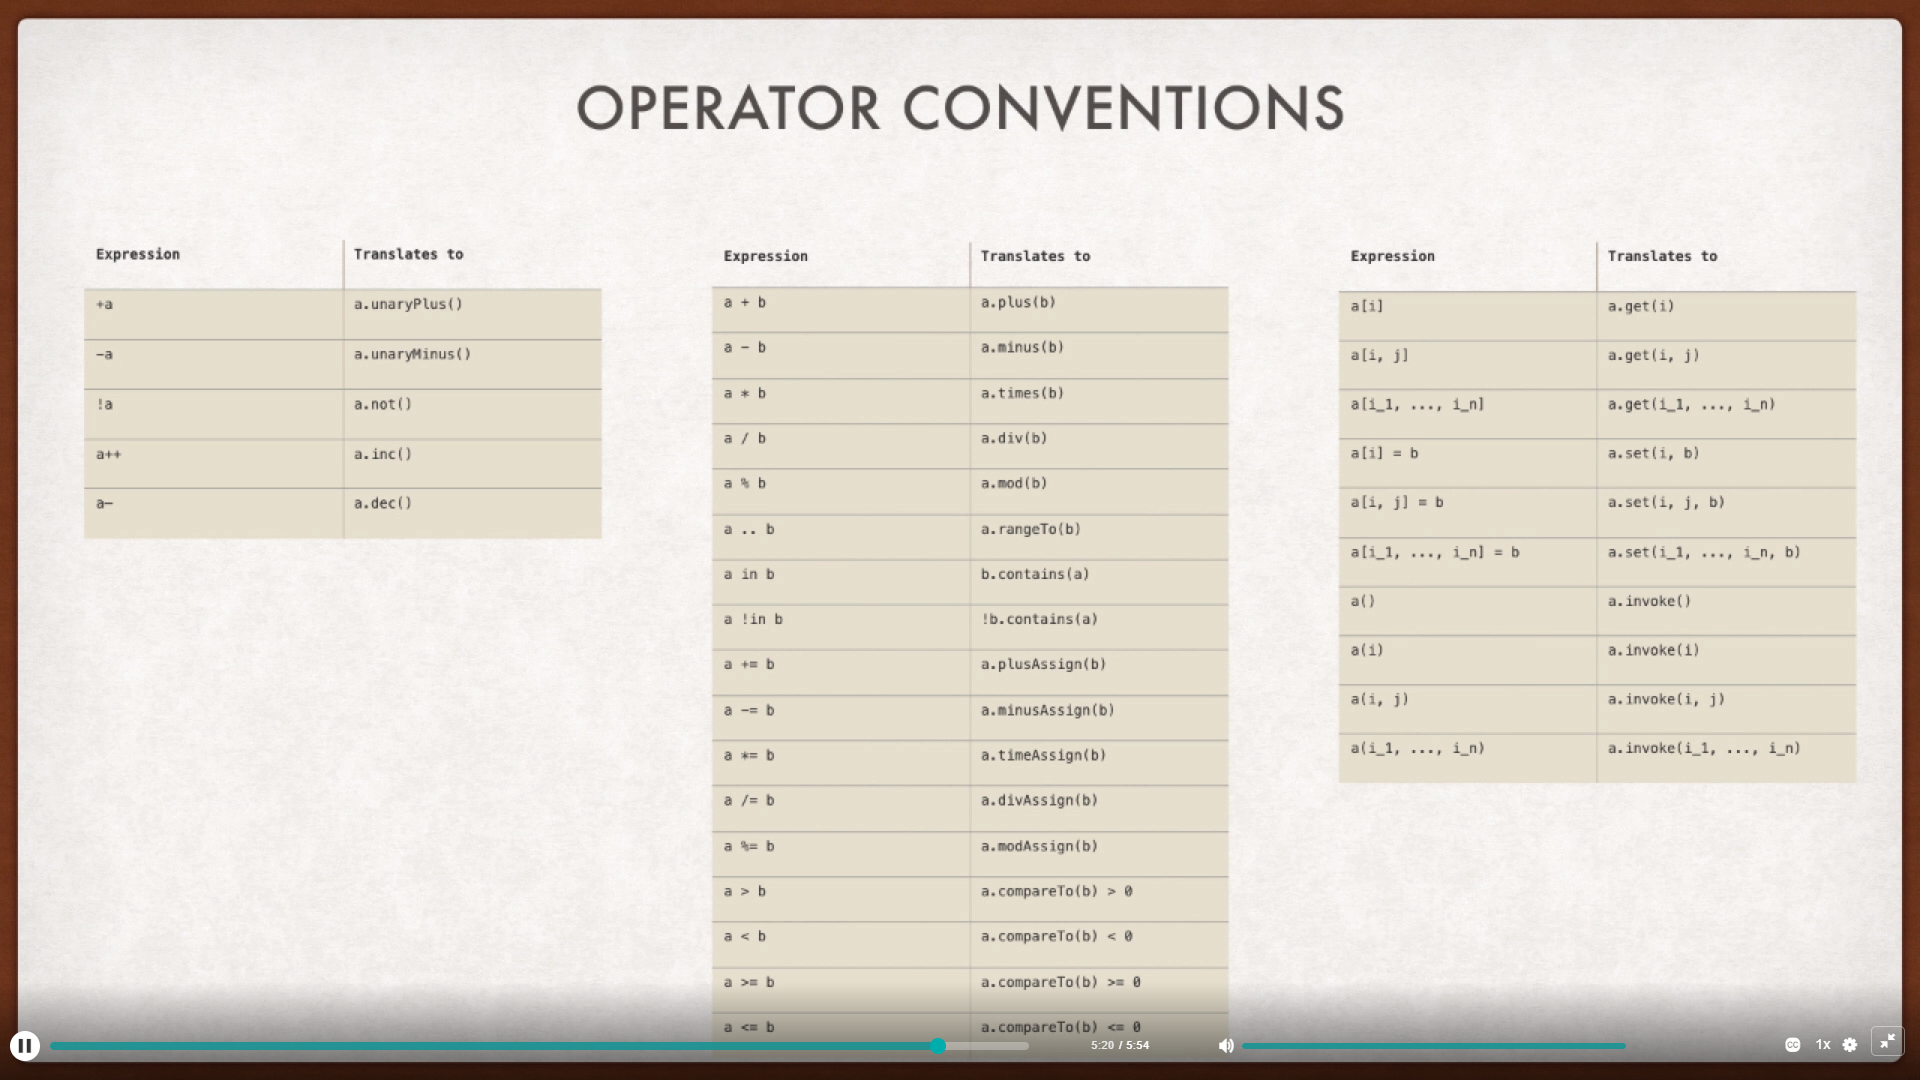 OPERATOR CONVENTIONS
Expression Translates to
+a a.unaryPlus()
−a a.unaryMinus()
!a a.not()
a++ a.inc()
a− a.dec()
Expression Translates to
a + b a.plus(b)
a − b a.minus(b)
a * b a.times(b)
a / b a.div(b)
a % b a.mod(b)
a .. b a.rangeTo(b)
a in b b.contains(a)
a !in b !b.contains(a)
a += b a.plusAssign(b)
a −= b a.minusAssign(b)
a *= b a.timeAssign(b)
a /= b a.divAssign(b)
a %= b a.modAssign(b)
a > b a.compareTo(b) > 0
a < b a.compareTo(b) < 0
a >= b a.compareTo(b) >= 0
a <= b a.compareTo(b) <= 0
Expression Translates to
a[i] a.get(i)
a[i, j] a.get(i, j)
a[i_1, ..., i_n] a.get(i_1, ..., i_n)
a[i] = b a.set(i, b)
a[i, j] = b a.set(i, j, b)
a[i_1, ..., i_n] = b a.set(i_1, ..., i_n, b)
a() a.invoke()
a(i) a.invoke(i)
a(i, j) a.invoke(i, j)
a(i_1, ..., i_n) a.invoke(i_1, ..., i_n)
5:20 / 5:54
CC 1x